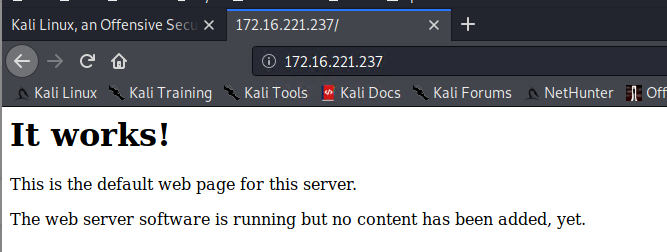 Kali Linux, an Offensive Secu
172.16.221.237/
172.16.221.237
Kali Linux Kali Training Kali Tools Kali Docs Kali Forums NetHunter Off
It works!
This is the default web page for this server.
The web server software is running but no content has been added, yet.